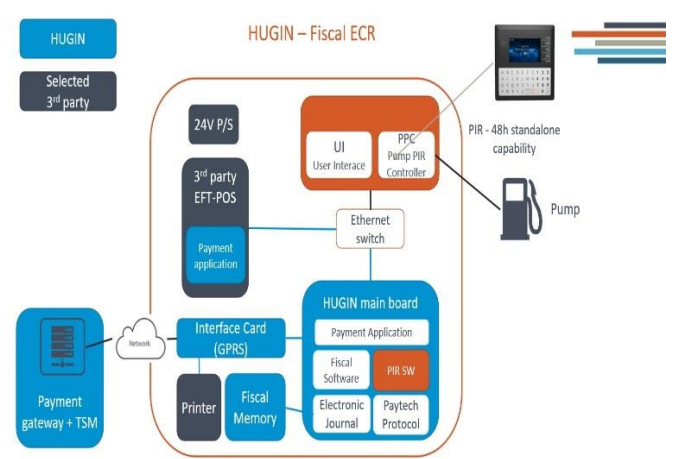 HUGIN – Fiscal ECR
HUGIN
Selected
3rd party
24V P/S
UI
User Interace
PPC
Pump PIR
Controller
PIR - 48h standalone
capability
3rd party
EFT-POS
Payment
application
Ethernet
switch
Pump
HUGIN main board
Payment Application
Fiscal
Software
PIR SW
Electronic
Journal
Paytech
Protocol
Interface Card
(GPRS)
Network
Printer
Fiscal
Memory
Payment
gateway + TSM